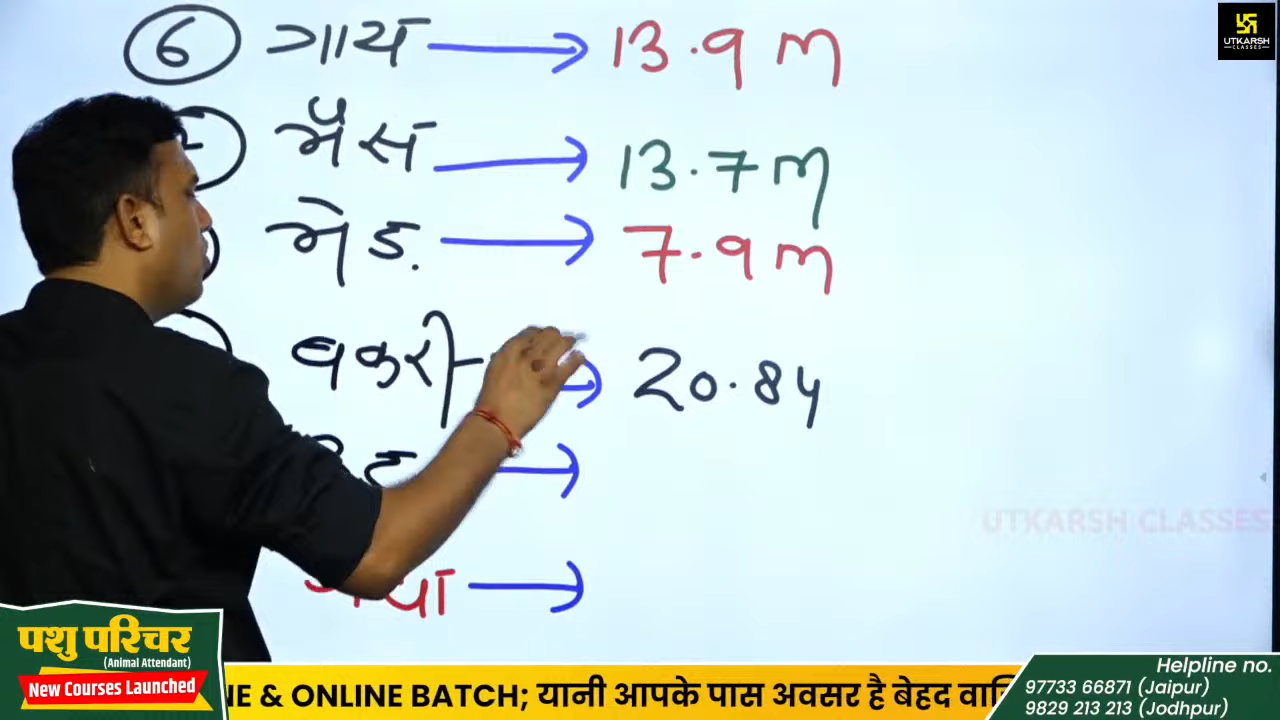 UTKARSH
CLASSES
6 गाय → 13.9 m
भैंस → 13.7 m
भेड. → 7.9 m
बकरी → 20.84
→
→
UTKARSH CLASSES
पशु परिचर
(Animal Attendant)
New Courses Launched
& ONLINE BATCH; यानी आपके पास अवसर है बेहद
Helpline no.
97733 66871 (Jaipur)
9829 213 213 (Jodhpur)